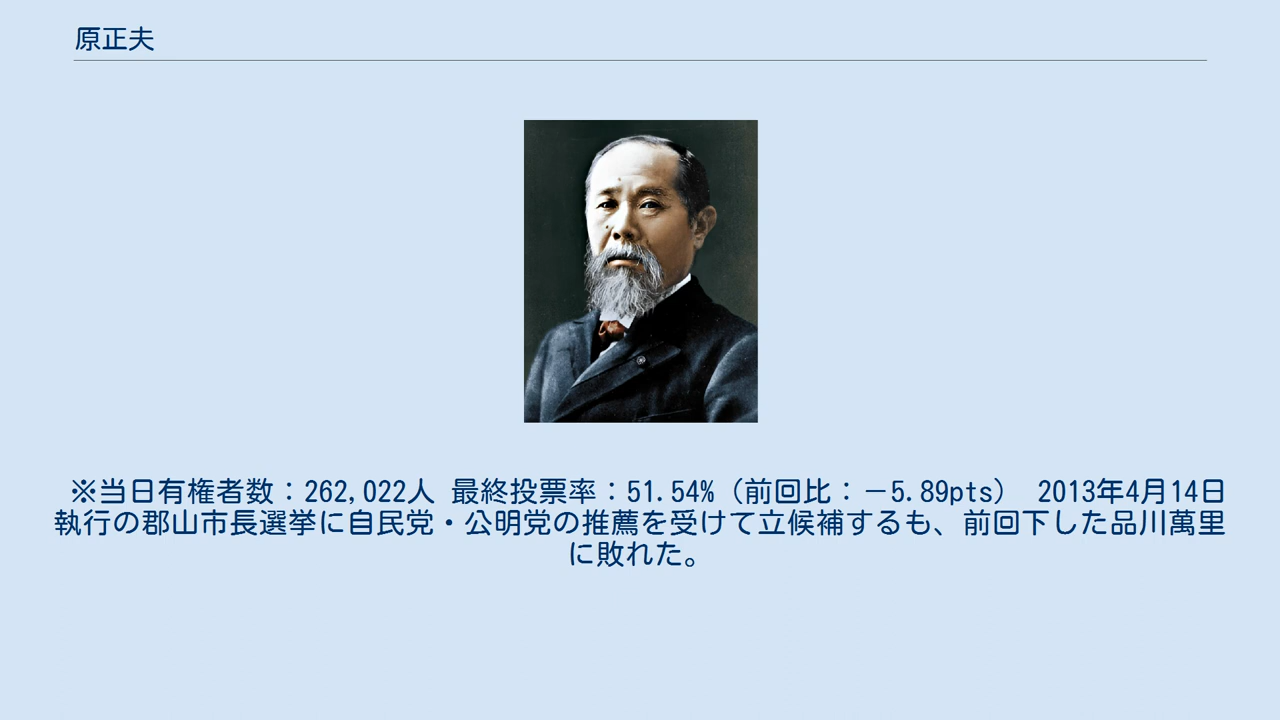 原正夫
※当日有権者数：262,022人 最終投票率：51.54%（前回比：－5.89pts） 2013年4月14日
執行の郡山市長選挙に自民党・公明党の推薦を受けて立候補するも、前回下した品川萬里
に敗れた。